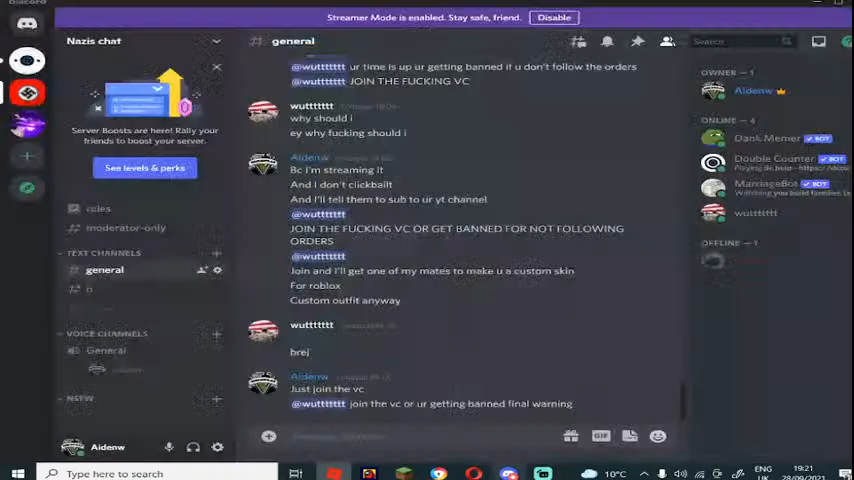 Streamer Mode is enabled. Stay safe, friend. Disable
Nazis chat
general
Search
Server Boosts are here! Rally your
friends to boost your server.
See levels & perks
roles
moderator-only
TEXT CHANNELS
general
n
VOICE CHANNELS
General
NSFW
Aidenw
@wuttttttt ur time is up ur getting banned if u don't follow the orders
@wuttttttt JOIN THE FUCKING VC
wuttttttt
why should i
ey why fucking should i
Aidenw
Bc I'm streaming it
And I don't clickbailt
And I'll tell them to sub to ur yt channel
@wuttttttt
JOIN THE FUCKING VC OR GET BANNED FOR NOT FOLLOWING
ORDERS
@wuttttttt
Join and I'll get one of my mates to make u a custom skin
For roblox
Custom outfit anyway
wuttttttt
brej
Aidenw
Just join the vc
@wuttttttt join the vc or ur getting banned final warning
GIF
OWNER — 1
Aidenw
ONLINE — 4
Dank Memer BOT
Double Counter BOT
MarriageBot BOT
wuttttttt
OFFLINE — 1
Type here to search
10°C
ENG
UK
19:21
28/09/2021